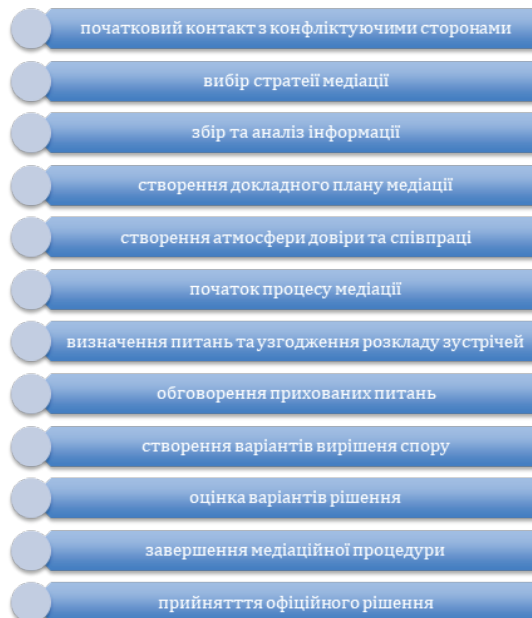 початковий контакт з конфліктуючими сторонами
вибір стратегії медіації
збір та аналіз інформації
створення докладного плану медіації
створення атмосфери довіри та співпраці
початок процесу медіації
визначення питань та узгодження розкладу зустрічей
обговорення прихованих питань
створення варіантів вирішеня спору
оцінка варіантів рішення
завершення медіаційної процедури
прийнятття офіційного рішення